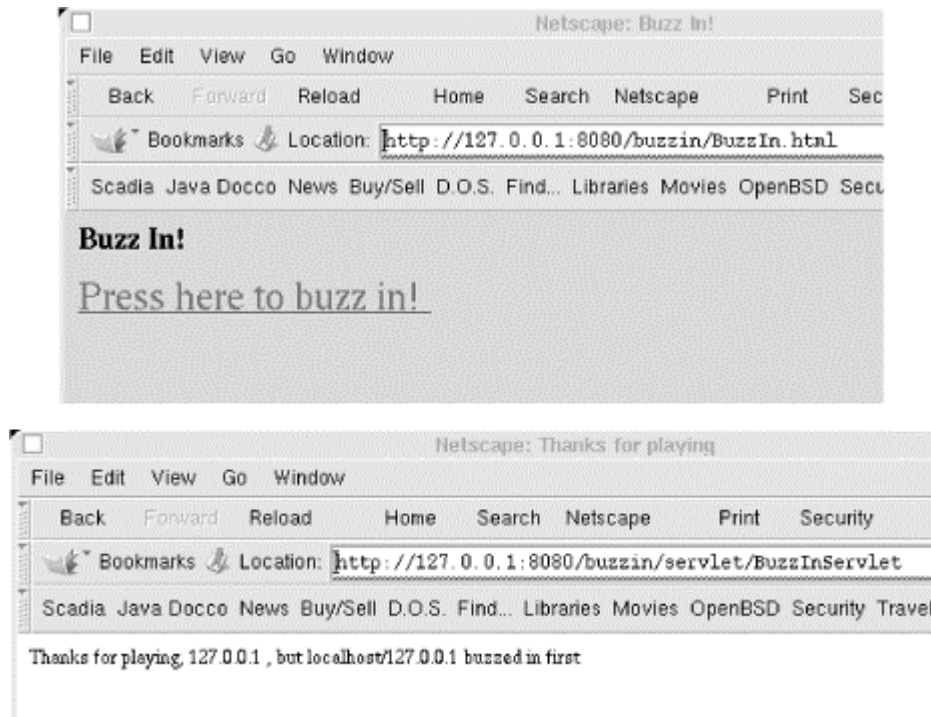 Netscape: Buzz In!
File Edit View Go Window
Back Forward Reload Home Search Netscape Print Sec
Bookmarks Location: http://127.0.0.1:8080/buzzin/BuzzIn.html
Scadia Java Docco News Buy/Sell D.O.S. Find... Libraries Movies OpenBSD Secu
Buzz In!
Press here to buzz in!
Netscape: Thanks for playing
File Edit View Go Window
Back Forward Reload Home Search Netscape Print Security
Bookmarks Location: http://127.0.0.1:8080/buzzin/servlet/BuzzInServlet
Scadia Java Docco News Buy/Sell D.O.S. Find... Libraries Movies OpenBSD Security Travel
Thanks for playing, 127.0.0.1 , but localhost/127.0.0.1 buzzed in first